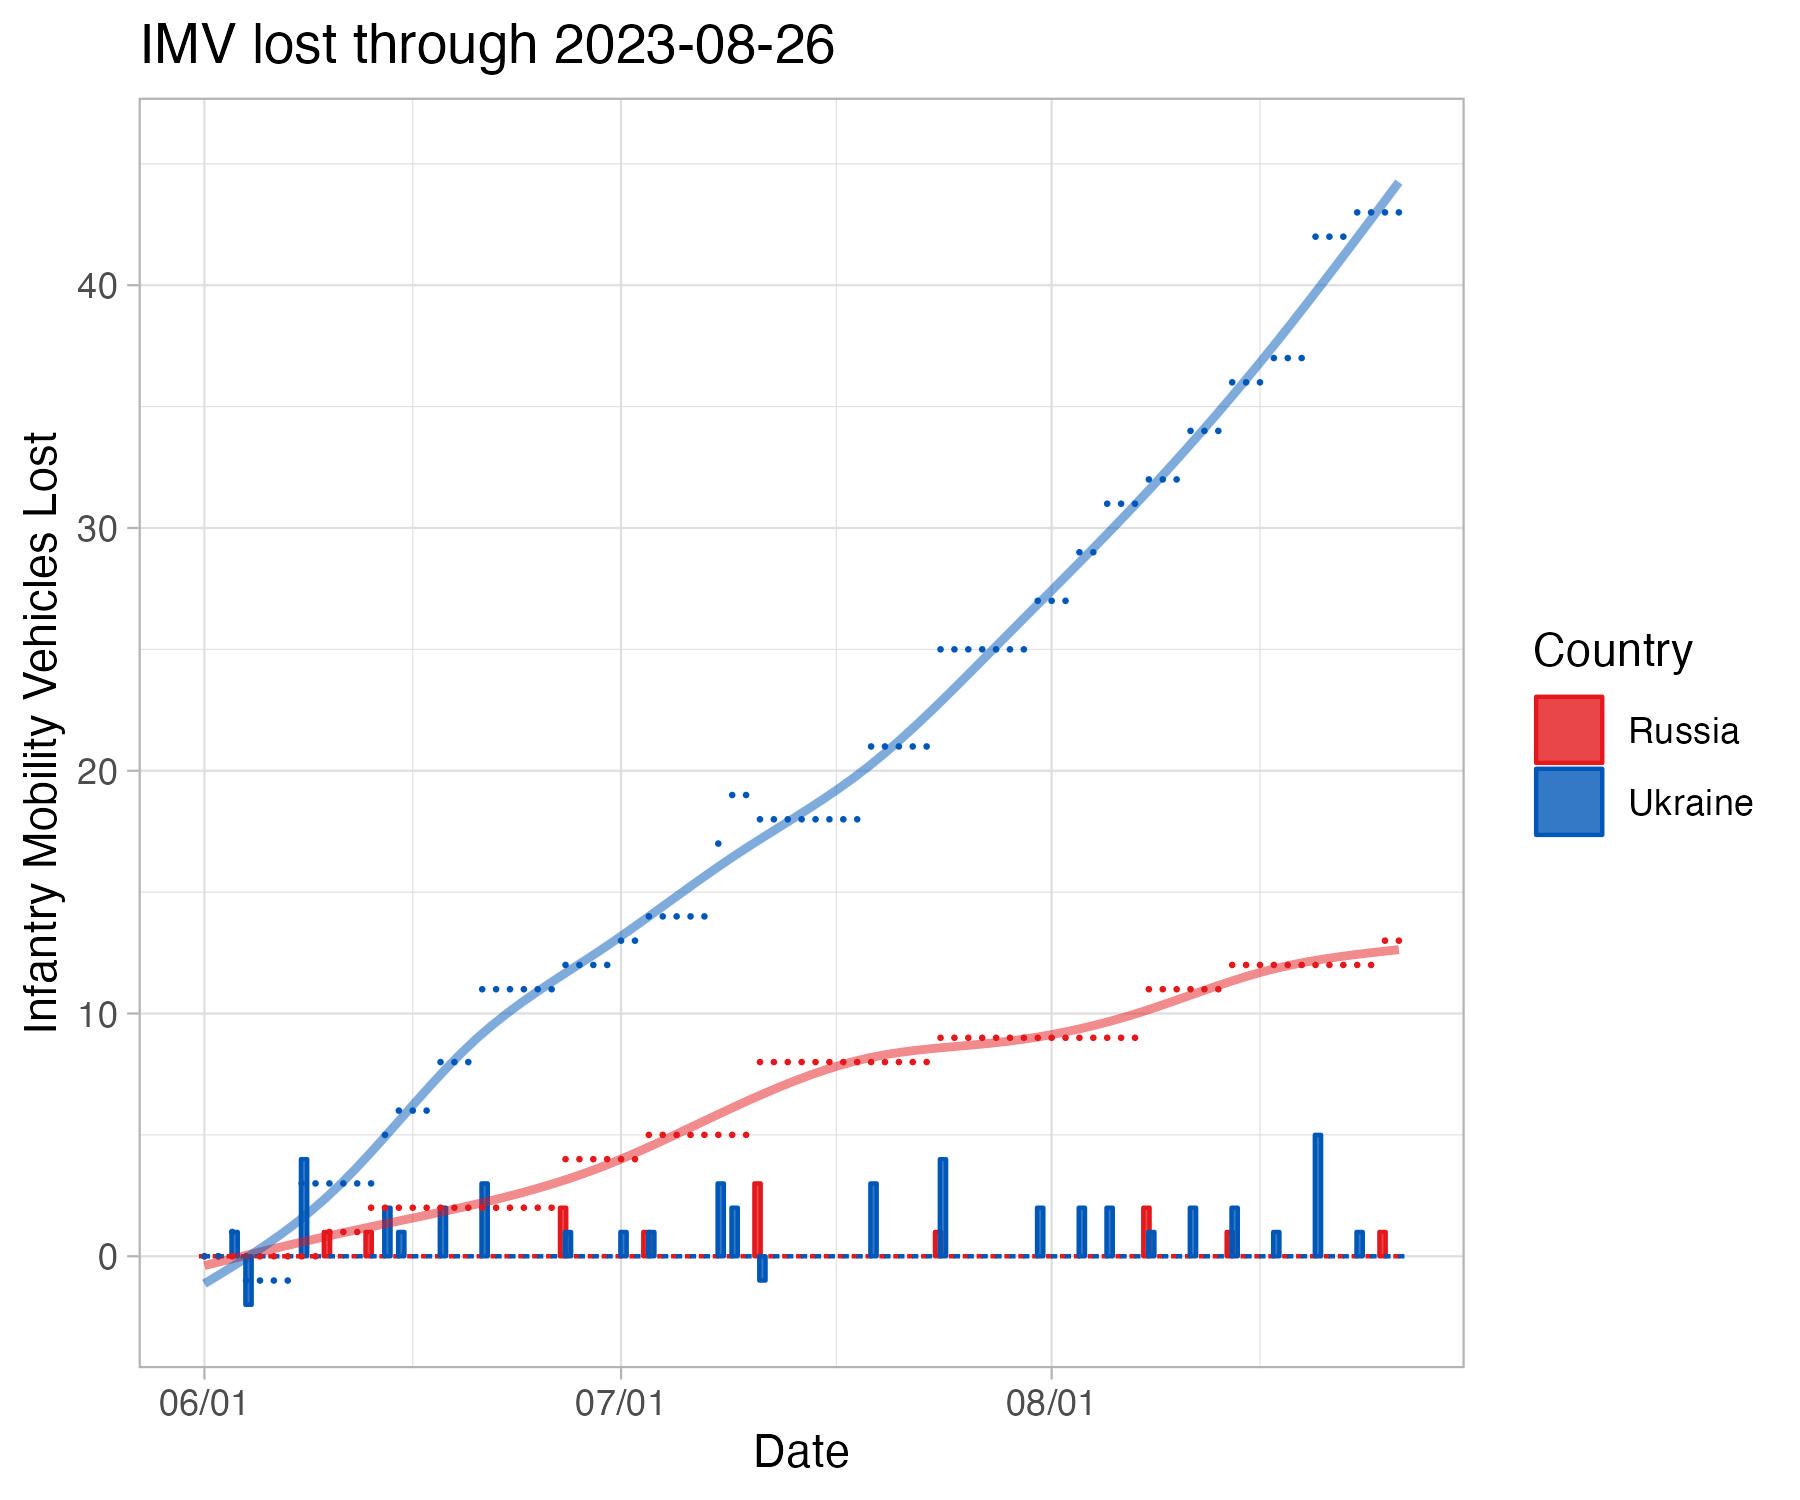 IMV lost through 2023-08-26
Infantry Mobility Vehicles Lost
40
30
20
10
0
06/01
07/01
08/01
Date
Country
Russia
Ukraine